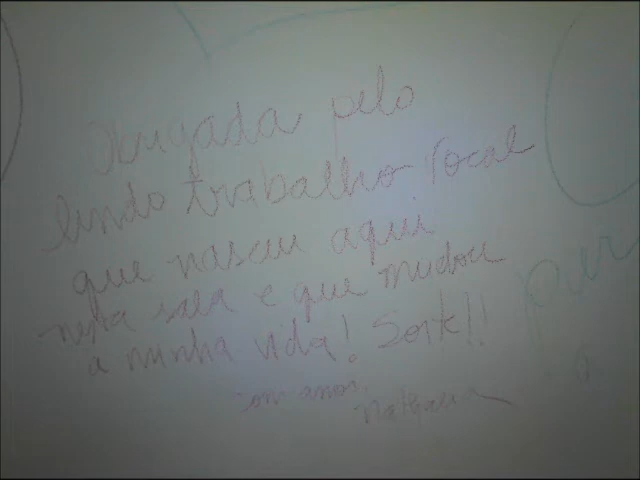 Obrigada pelo
lindo trabalho vocal
que nasceu aqui
nesta sala e que mudou
a minha vida! Sorte!!
com amor,